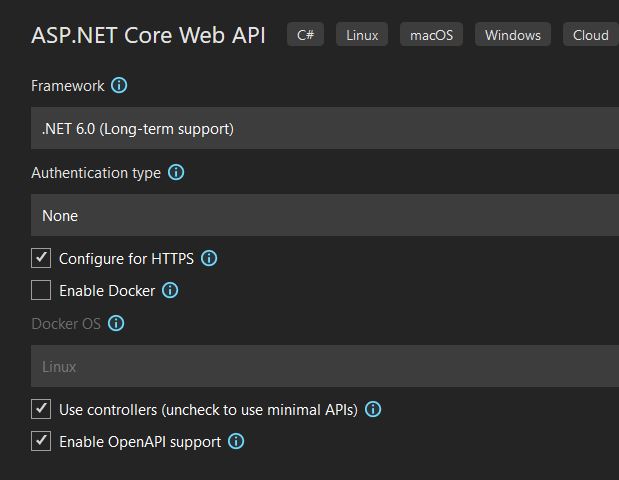 ASP.NET Core Web API C# Linux macOS Windows Cloud
Framework
.NET 6.0 (Long-term support)
Authentication type
None
Configure for HTTPS
Enable Docker
Docker OS
Linux
Use controllers (uncheck to use minimal APIs)
Enable OpenAPI support